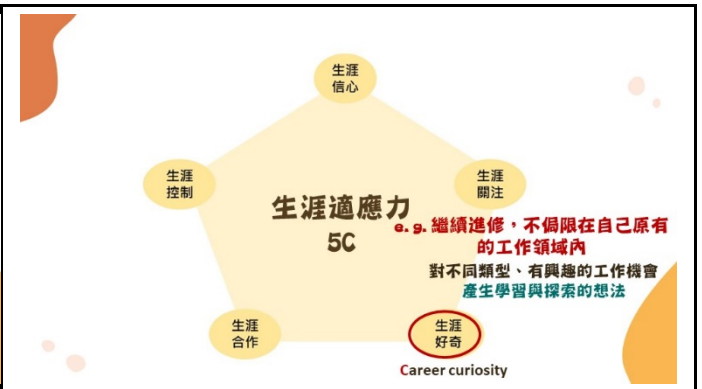 生涯
信心
生涯
控制
生涯
關注
生涯適應力
5C
e.g.繼續進修，不侷限在自己原有
的工作領域內
對不同類型、有興趣的工作機會
產生學習與探索的想法
生涯
合作
生涯
好奇
Career curiosity